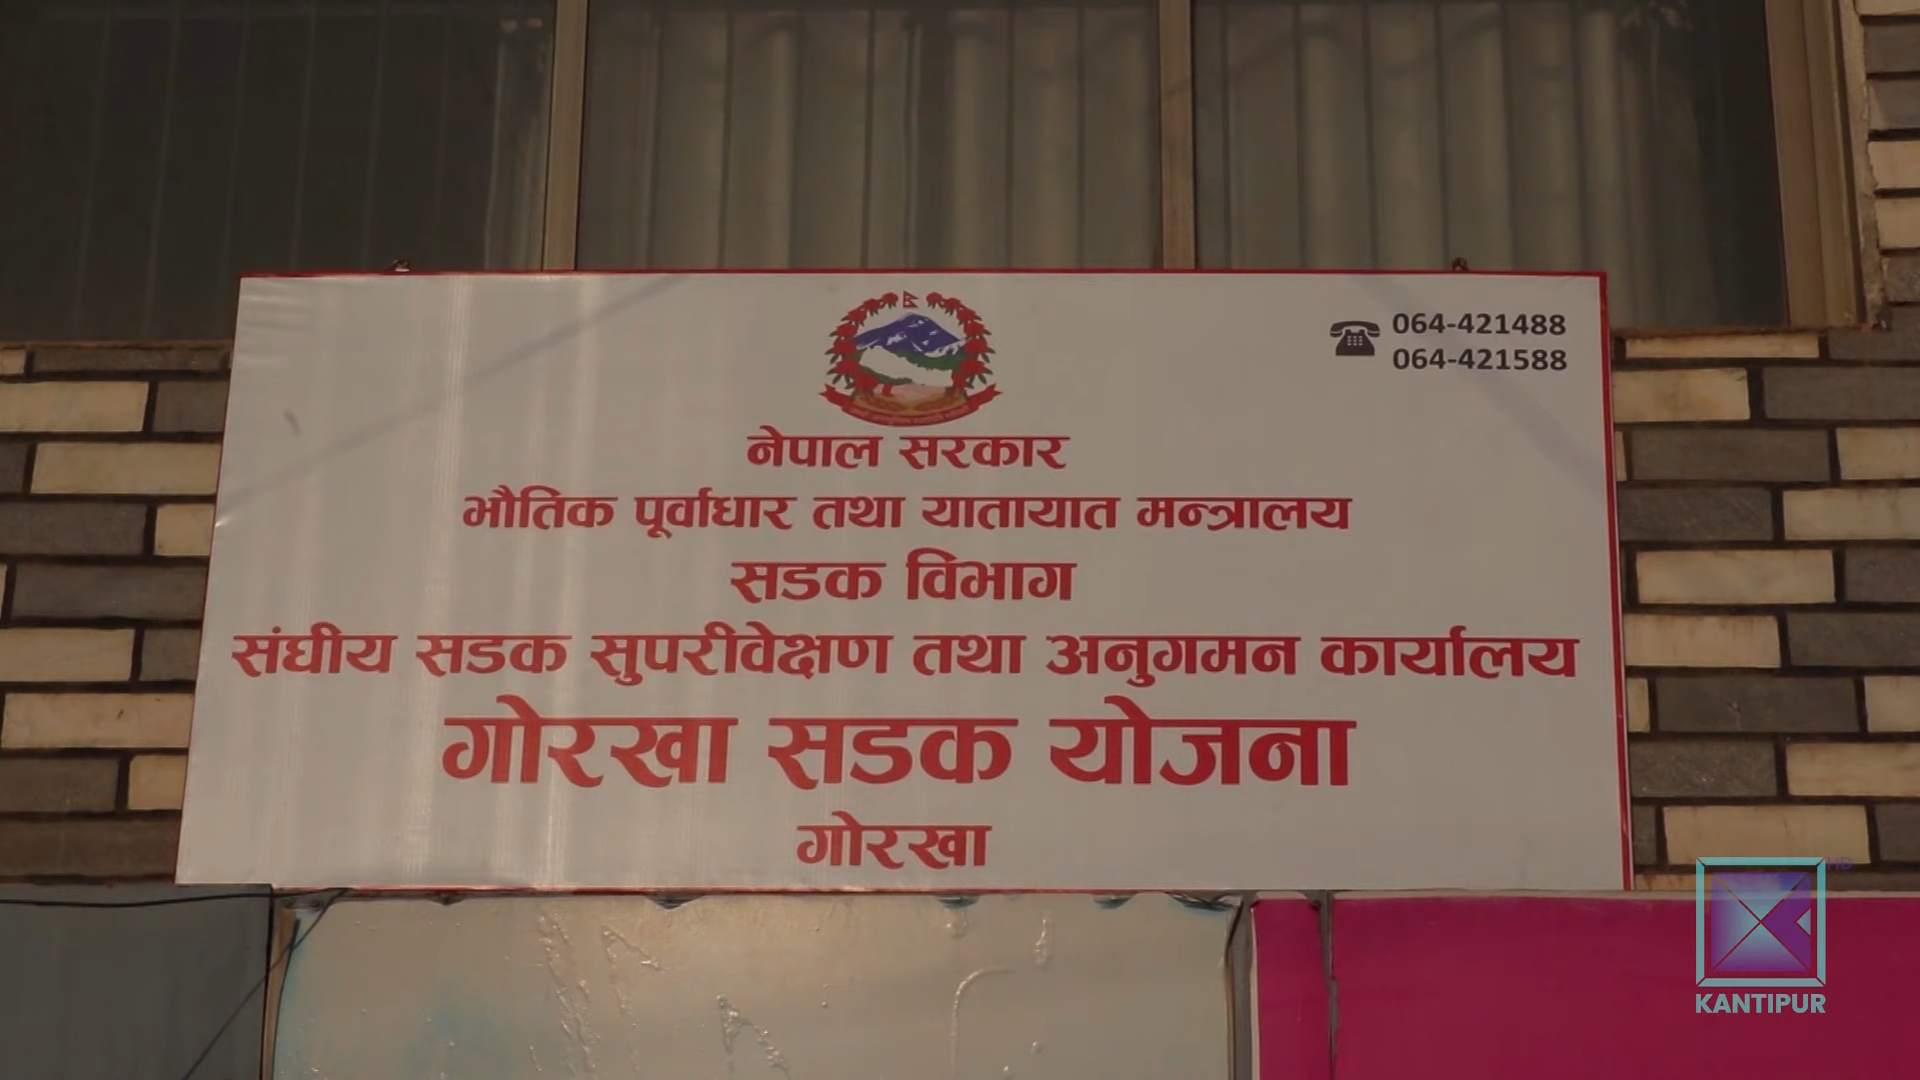 064-421488
064-421588
नेपाल सरकार
भौतिक पूर्वाधार तथा यातायात मन्त्रालय
सडक विभाग
संघीय सडक सुपरीवेक्षण तथा अनुगमन कार्यालय
गोरखा सडक योजना
गोरखा
HD
KANTIPUR